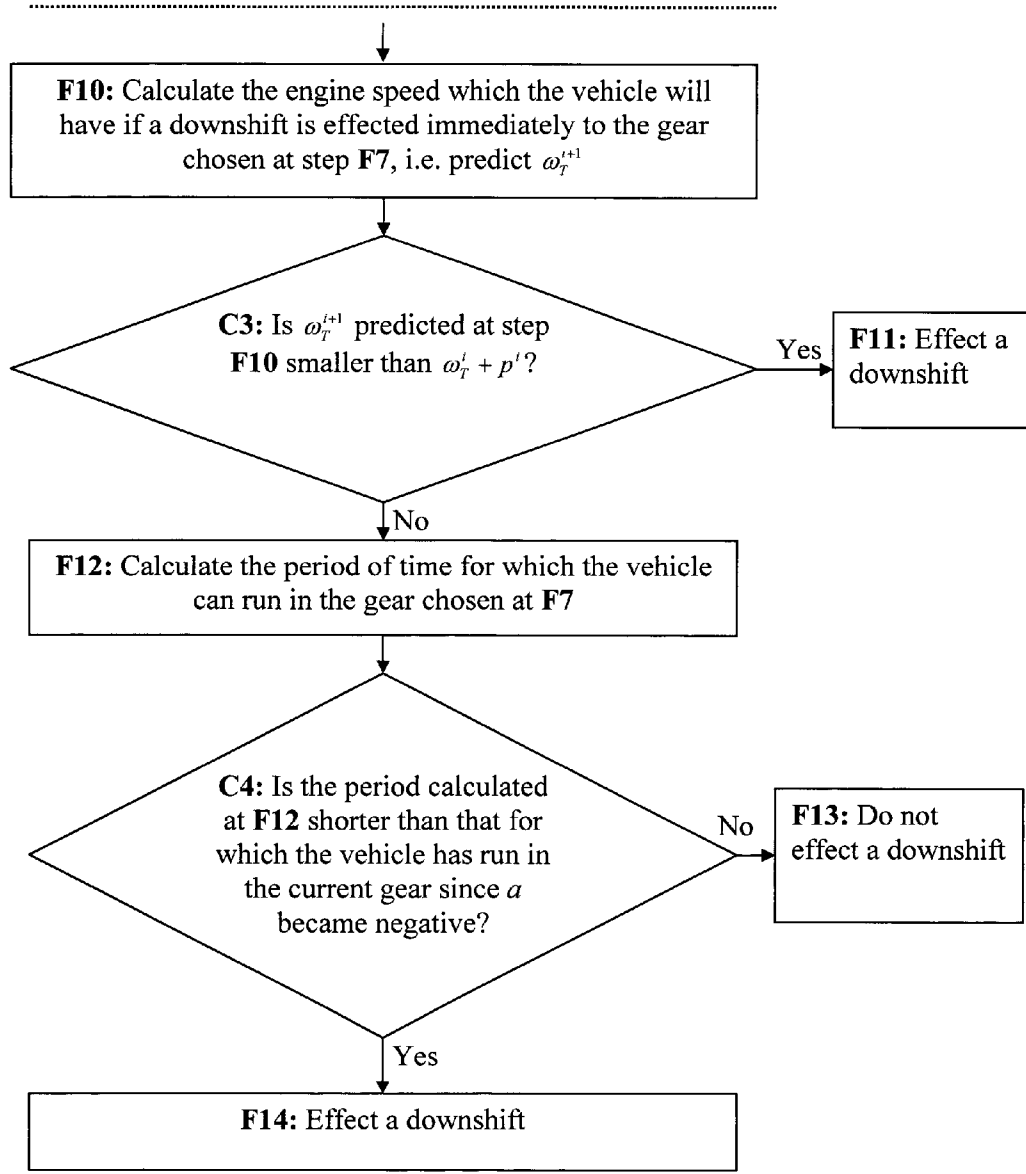 F10: Calculate the engine speed which the vehicle will
have if a downshift is effected immediately to the gear
chosen at step F7, i.e. predict ω_T^{i+1}
C3: Is ω_T^{i+1} predicted at step
F10 smaller than ω_T^i + p^i?
Yes
F11: Effect a
downshift
No
F12: Calculate the period of time for which the vehicle
can run in the gear chosen at F7
C4: Is the period calculated
at F12 shorter than that for
which the vehicle has run in
the current gear since a
became negative?
No
F13: Do not
effect a downshift
Yes
F14: Effect a downshift